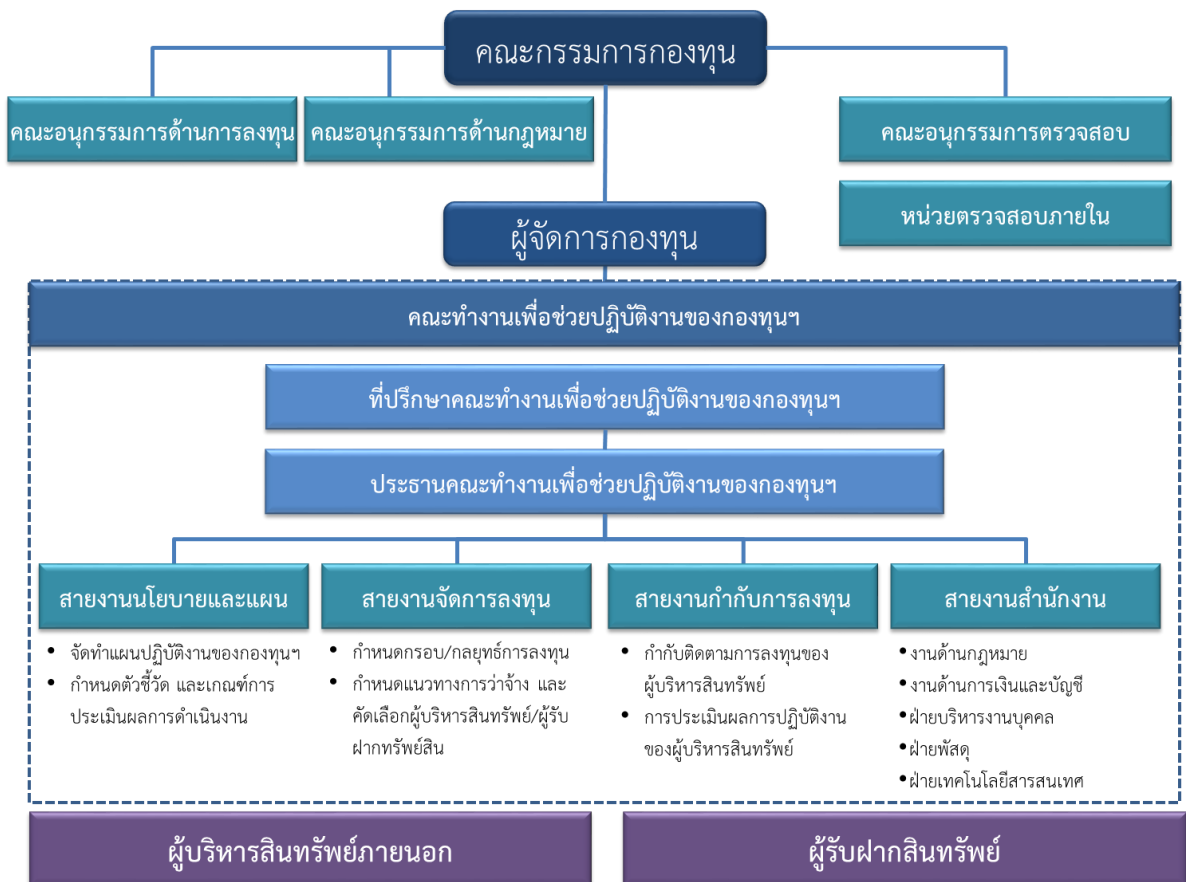 คณะกรรมการกองทุน
คณะอนุกรรมการด้านการลงทุน
คณะอนุกรรมการด้านกฎหมาย
คณะอนุกรรมการตรวจสอบ
หน่วยตรวจสอบภายใน
ผู้จัดการกองทุน
คณะทำงานเพื่อช่วยปฏิบัติงานของกองทุนฯ
ที่ปรึกษาคณะทำงานเพื่อช่วยปฏิบัติงานของกองทุนฯ
ประธานคณะทำงานเพื่อช่วยปฏิบัติงานของกองทุนฯ
สายงานนโยบายและแผน
• จัดทำแผนปฏิบัติงานของกองทุนฯ
• กำหนดตัวชี้วัด และเกณฑ์การ
ประเมินผลการดำเนินงาน
สายงานจัดการลงทุน
• กำหนดกรอบ/กลยุทธ์การลงทุน
• กำหนดแนวทางการว่าจ้าง และ
คัดเลือกผู้บริหารสินทรัพย์/ผู้รับ
ฝากทรัพย์สิน
สายงานกำกับการลงทุน
• กำกับติดตามการลงทุนของ
ผู้บริหารสินทรัพย์
• การประเมินผลการปฏิบัติงาน
ของผู้บริหารสินทรัพย์
สายงานสำนักงาน
• งานด้านกฎหมาย
• งานด้านการเงินและบัญชี
• ฝ่ายบริหารงานบุคคล
• ฝ่ายพัสดุ
• ฝ่ายเทคโนโลยีสารสนเทศ
ผู้บริหารสินทรัพย์ภายนอก
ผู้รับฝากสินทรัพย์